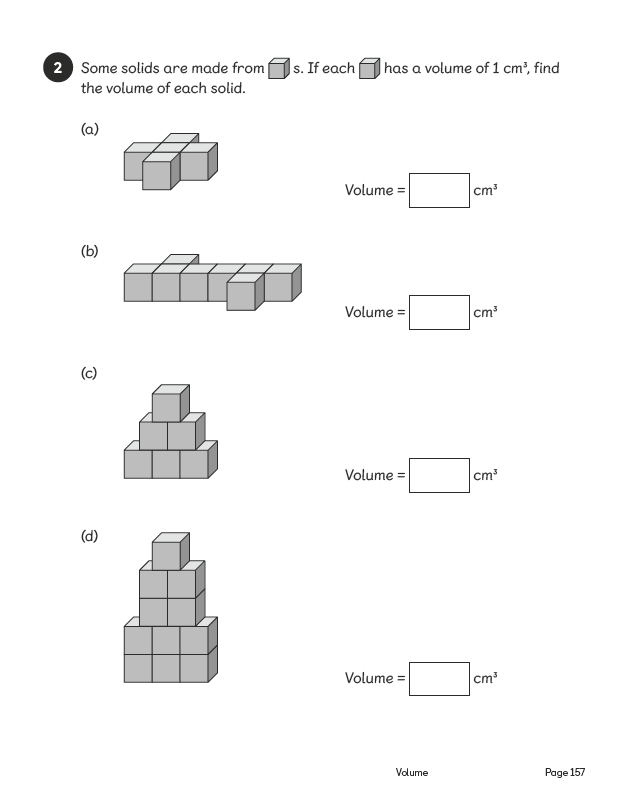 2 Some solids are made from s. If each has a volume of 1 cm³, find
the volume of each solid.
(a)
Volume = cm³
(b)
Volume = cm³
(c)
Volume = cm³
(d)
Volume = cm³
Volume Page 157